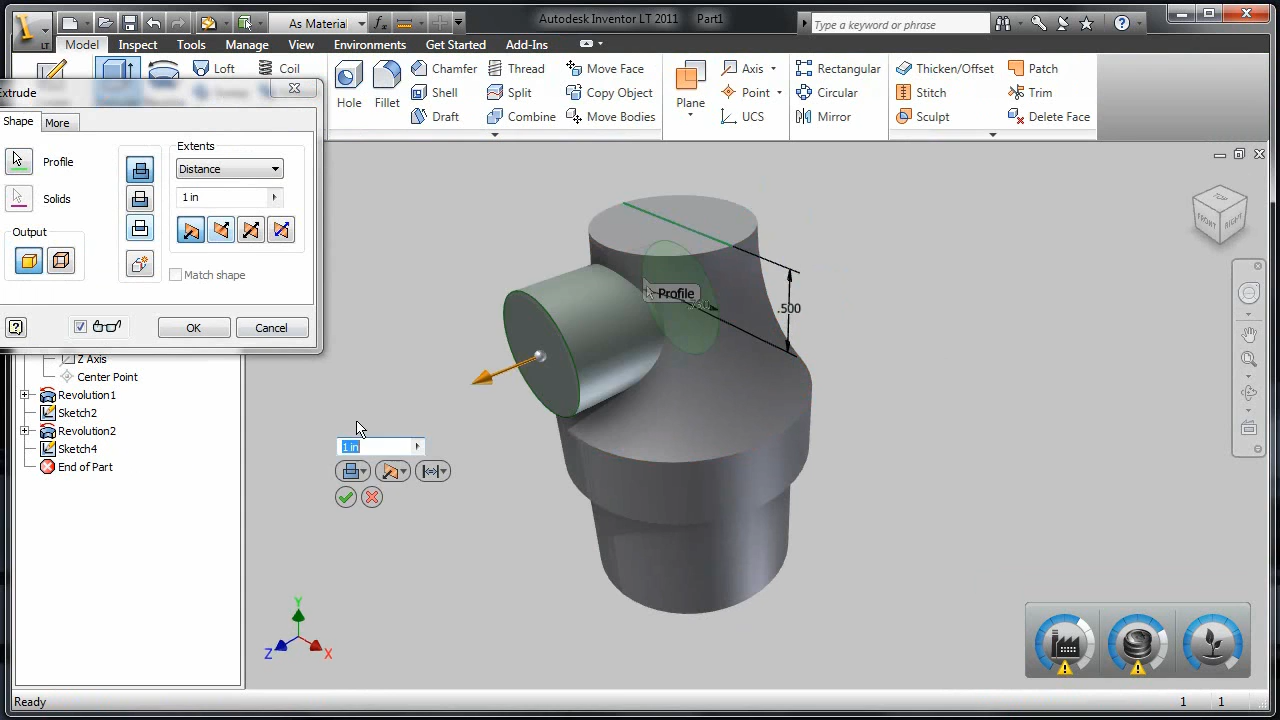 As Material
Autodesk Inventor LT 2011 Part1
Type a keyword or phrase
LT
Model Inspect Tools Manage View Environments Get Started Add-Ins
Loft
Coil
Hole
Fillet
Chamfer
Shell
Draft
Thread
Split
Combine
Move Face
Copy Object
Move Bodies
Plane
Axis
Point
UCS
Rectangular
Circular
Mirror
Thicken/Offset
Stitch
Sculpt
Patch
Trim
Delete Face
Extrude
Shape More
Profile
Solids
Output
Extents
Distance
1 in
Match shape
OK Cancel
Z Axis
Center Point
Revolution1
Sketch2
Revolution2
Sketch4
End of Part
Profile
.500
1 in
FRONT RIGHT
Y
Z
X
Ready
1 1